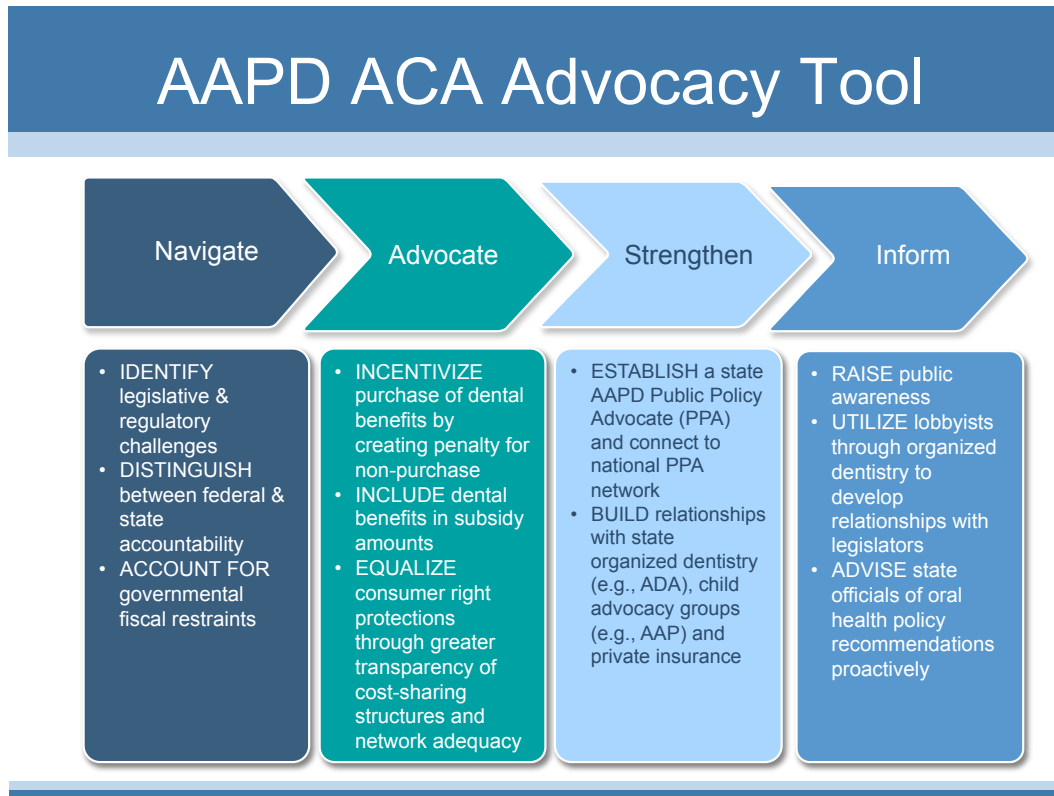 AAPD ACA Advocacy Tool
Navigate
Advocate
Strengthen
Inform
• IDENTIFY
legislative &
regulatory
challenges
• DISTINGUISH
between federal &
state
accountability
• ACCOUNT FOR
governmental
fiscal restraints
• INCENTIVIZE
purchase of dental
benefits by
creating penalty for
non-purchase
• INCLUDE dental
benefits in subsidy
amounts
• EQUALIZE
consumer right
protections
through greater
transparency of
cost-sharing
structures and
network adequacy
• ESTABLISH a state
AAPD Public Policy
Advocate (PPA)
and connect to
national PPA
network
• BUILD relationships
with state
organized dentistry
(e.g., ADA), child
advocacy groups
(e.g., AAP) and
private insurance
• RAISE public
awareness
• UTILIZE lobbyists
through organized
dentistry to
develop
relationships with
legislators
• ADVISE state
officials of oral
health policy
recommendations
proactively